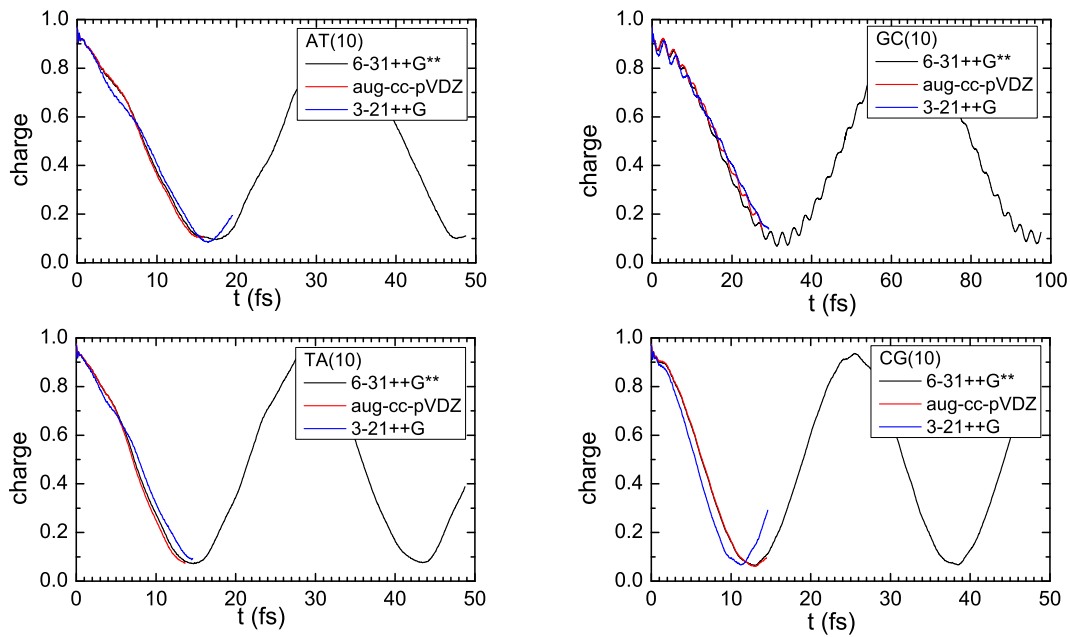 1.0
0.8
0.6
0.4
0.2
0.0
charge
AT(10)
6-31++G**
aug-cc-pVDZ
3-21++G
0 10 20 30 40 50
t (fs)
1.0
0.8
0.6
0.4
0.2
0.0
charge
GC(10)
6-31++G**
aug-cc-pVDZ
3-21++G
0 20 40 60 80 100
t (fs)
1.0
0.8
0.6
0.4
0.2
0.0
charge
TA(10)
6-31++G**
aug-cc-pVDZ
3-21++G
0 10 20 30 40 50
t (fs)
1.0
0.8
0.6
0.4
0.2
0.0
charge
CG(10)
6-31++G**
aug-cc-pVDZ
3-21++G
0 10 20 30 40 50
t (fs)